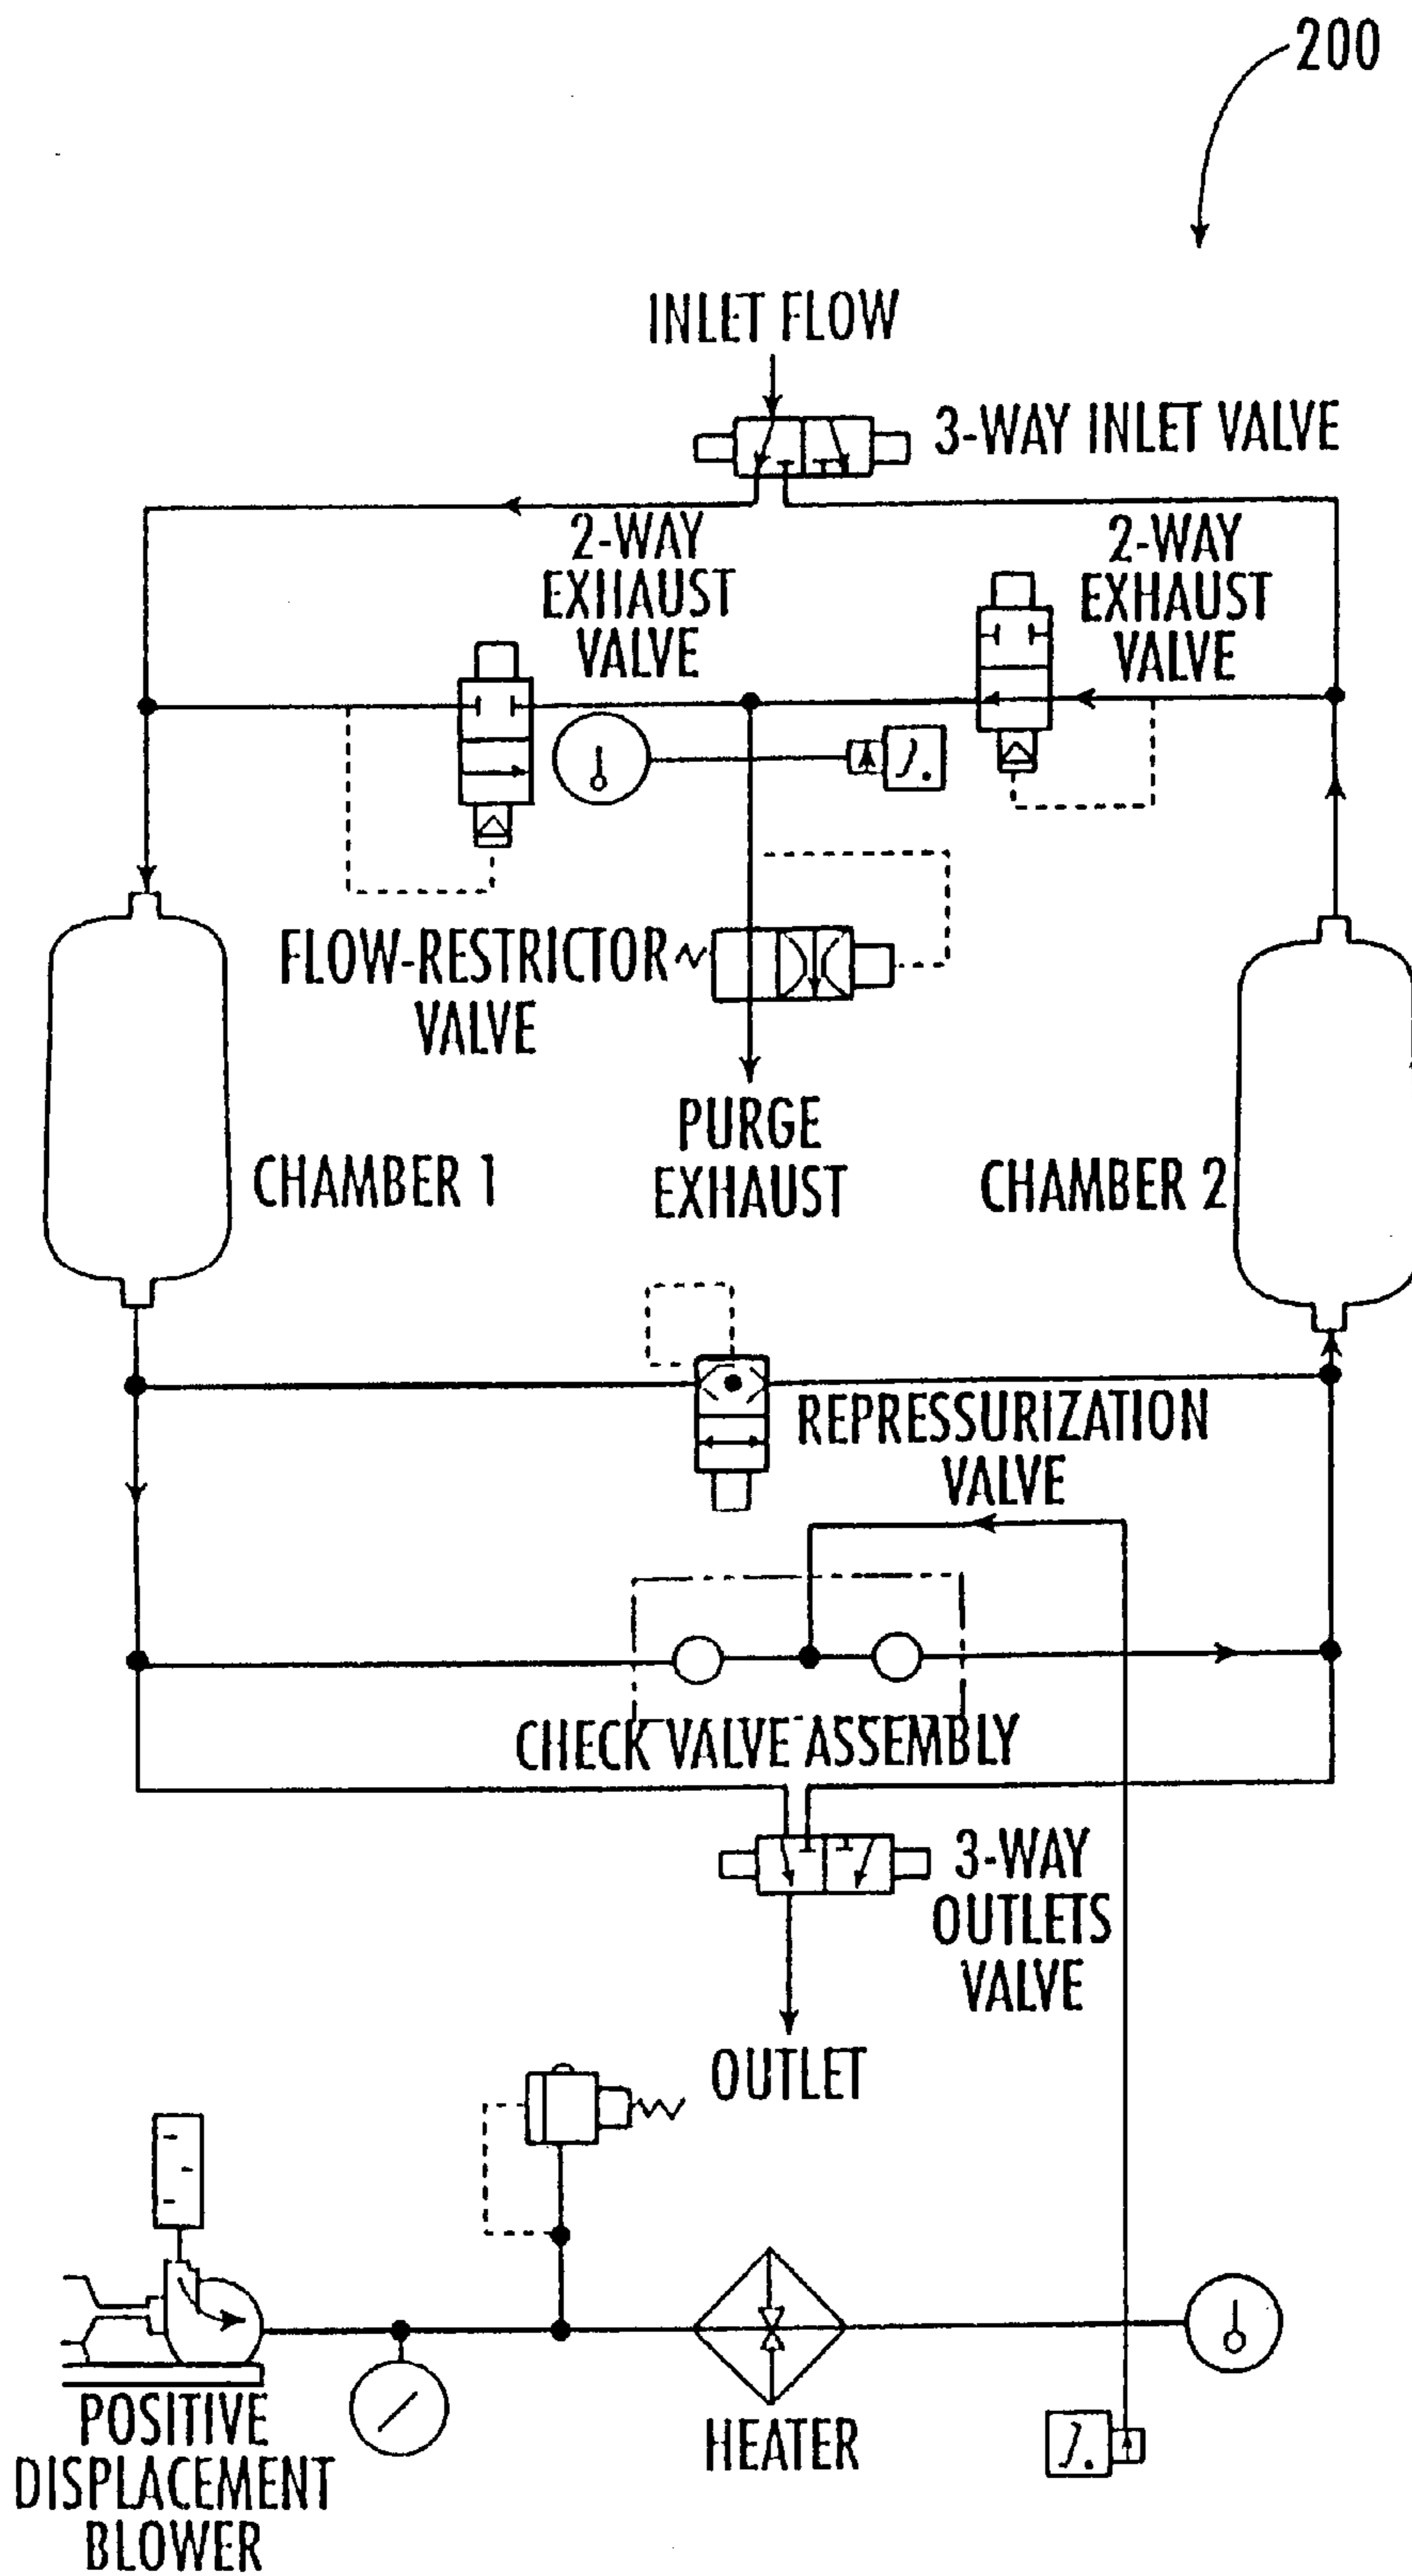 200
INLET FLOW
3-WAY INLET VALVE
2-WAY
EXHAUST
VALVE
2-WAY
EXHAUST
VALVE
FLOW-RESTRICTOR
VALVE
PURGE
EXHAUST
CHAMBER 1
CHAMBER 2
REPRESSURIZATION
VALVE
CHECK VALVE ASSEMBLY
3-WAY
OUTLETS
VALVE
OUTLET
POSITIVE
DISPLACEMENT
BLOWER
HEATER